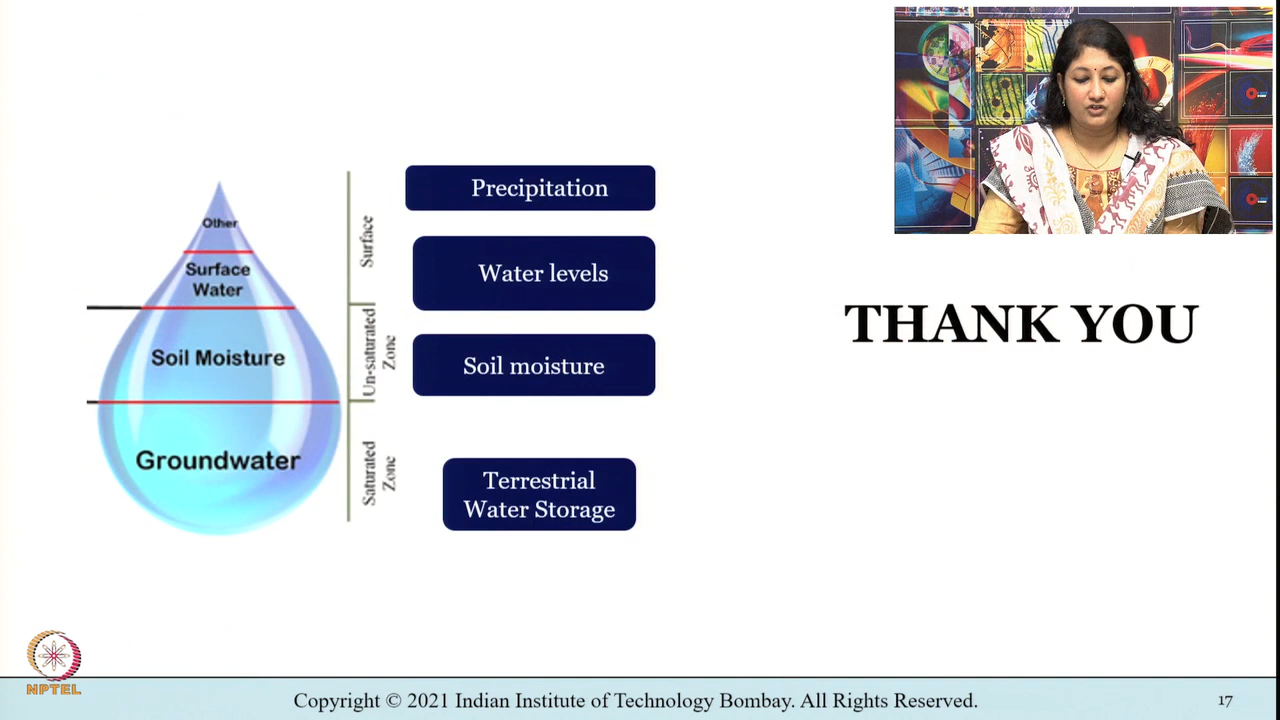 Other
Surface
Water
Soil Moisture
Groundwater
Surface
Un-saturated
Zone
Saturated
Zone
Precipitation
Water levels
Soil moisture
Terrestrial
Water Storage
THANK YOU
NPTEL
Copyright © 2021 Indian Institute of Technology Bombay. All Rights Reserved.
17